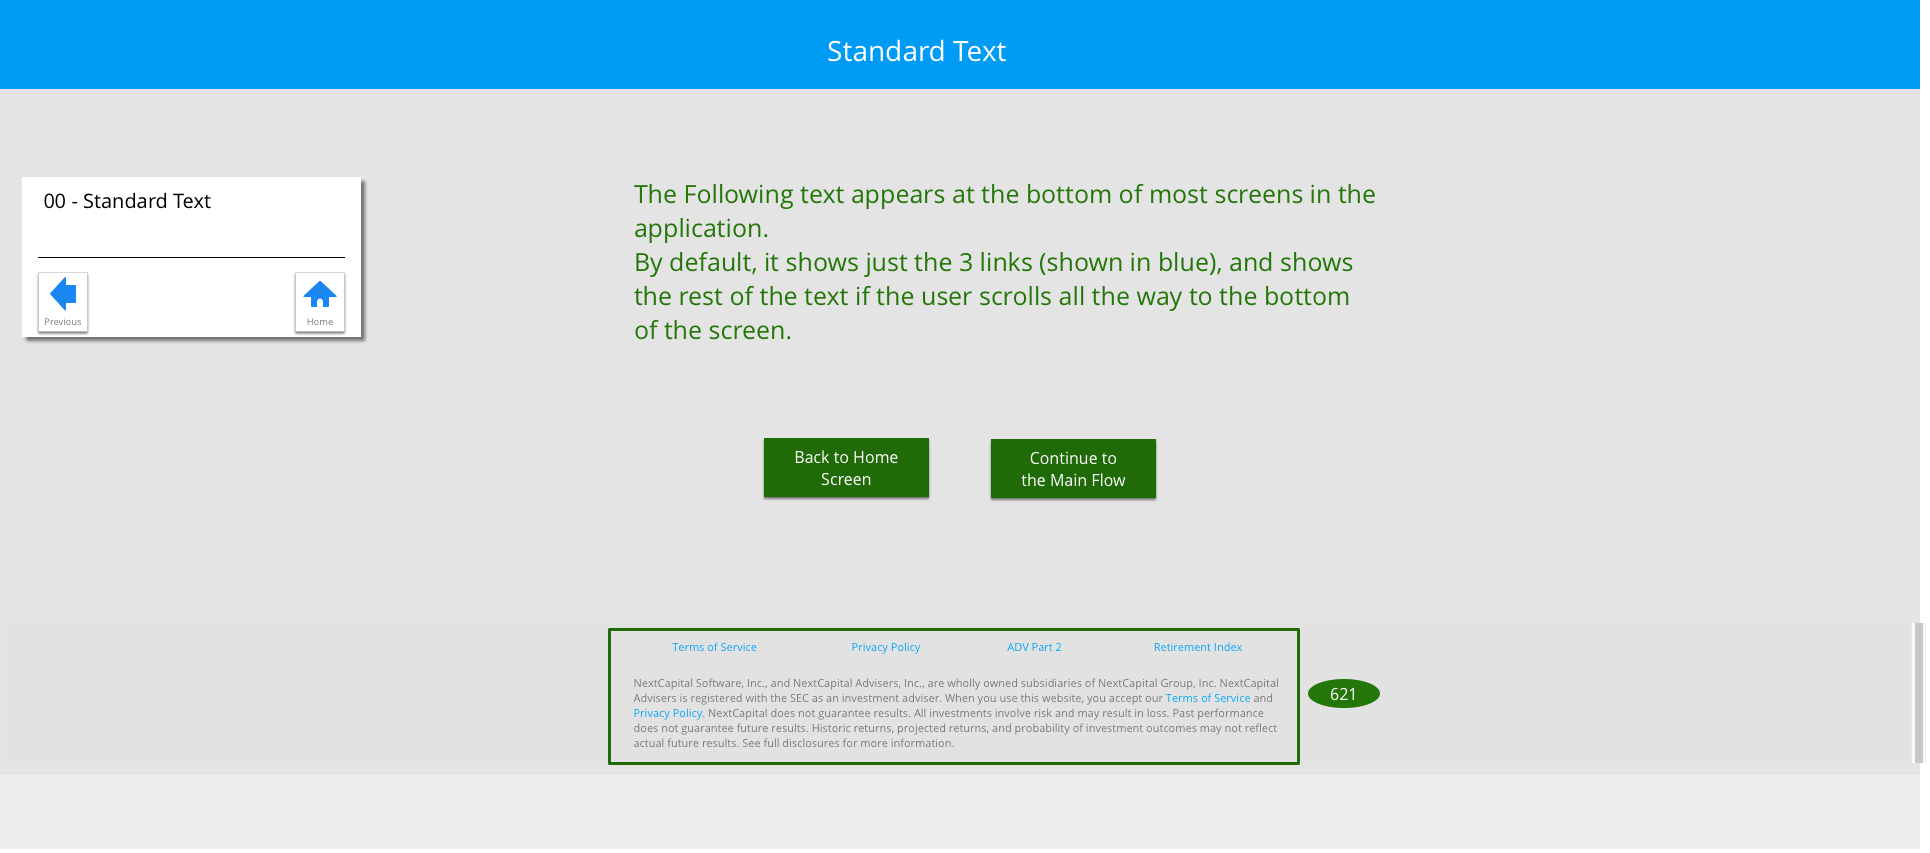 Standard Text
00 - Standard Text
Previous
Home
The Following text appears at the bottom of most screens in the
application.
By default, it shows just the 3 links (shown in blue), and shows
the rest of the text if the user scrolls all the way to the bottom
of the screen.
Back to Home
Screen
Continue to
the Main Flow
Terms of Service Privacy Policy ADV Part 2 Retirement Index
NextCapital Software, Inc., and NextCapital Advisers, Inc., are wholly owned subsidiaries of NextCapital Group, Inc. NextCapital
Advisers is registered with the SEC as an investment adviser. When you use this website, you accept our Terms of Service and
Privacy Policy. NextCapital does not guarantee results. All investments involve risk and may result in loss. Past performance
does not guarantee future results. Historic returns, projected returns, and probability of investment outcomes may not reflect
actual future results. See full disclosures for more information.
621